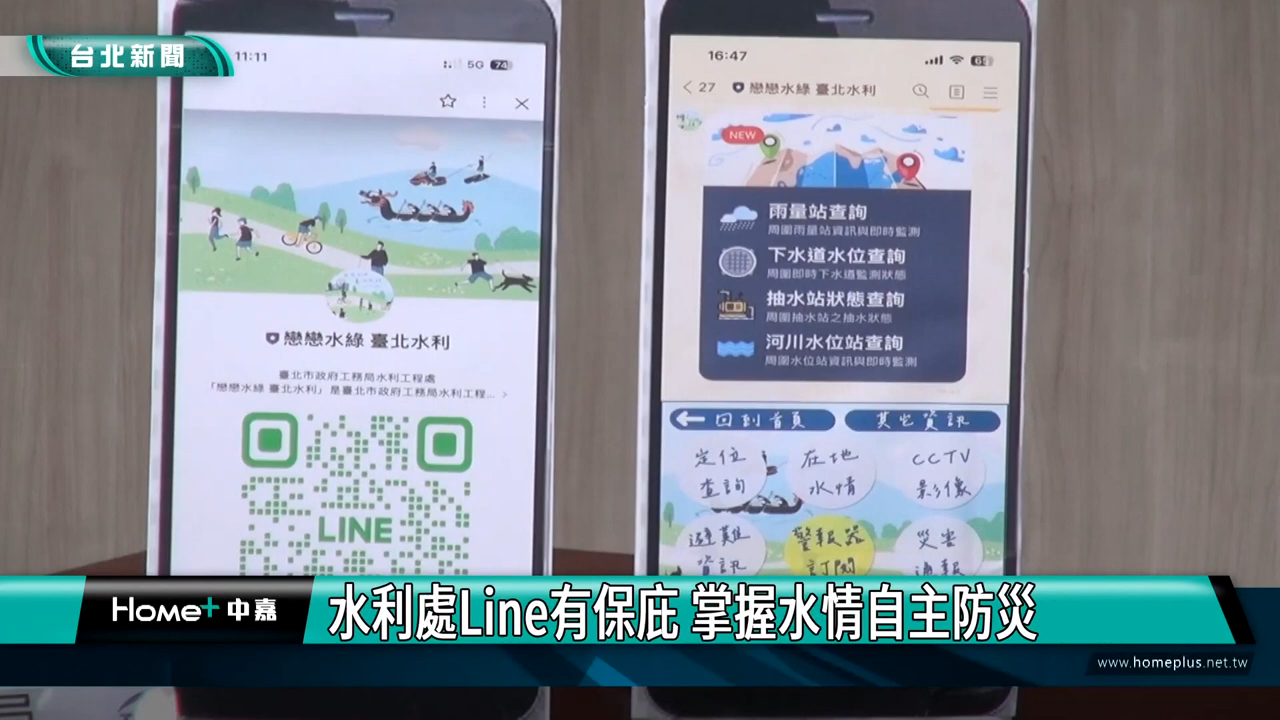 台北新聞
11:11
5G 74
戀戀水綠 臺北水利
臺北市政府工務局水利工程處
「戀戀水綠 臺北水利」是臺北市政府工務局水利工程...
LINE
16:47
27 戀戀水綠 臺北水利
NEW
雨量站查詢
周圍雨量站資訊與即時監測
下水道水位查詢
周圍即時下水道監測狀態
抽水站狀態查詢
周圍抽水站之抽水狀態
河川水位站查詢
周圍水位站資訊與即時監測
回到首頁 其它資訊
定位 在地 CCTV
查詢 水情 影像
避難 警報器 災害
資訊 訂閱 通報
Home+中嘉
水利處Line有保庇 掌握水情自主防災
www.homeplus.net.tw
局